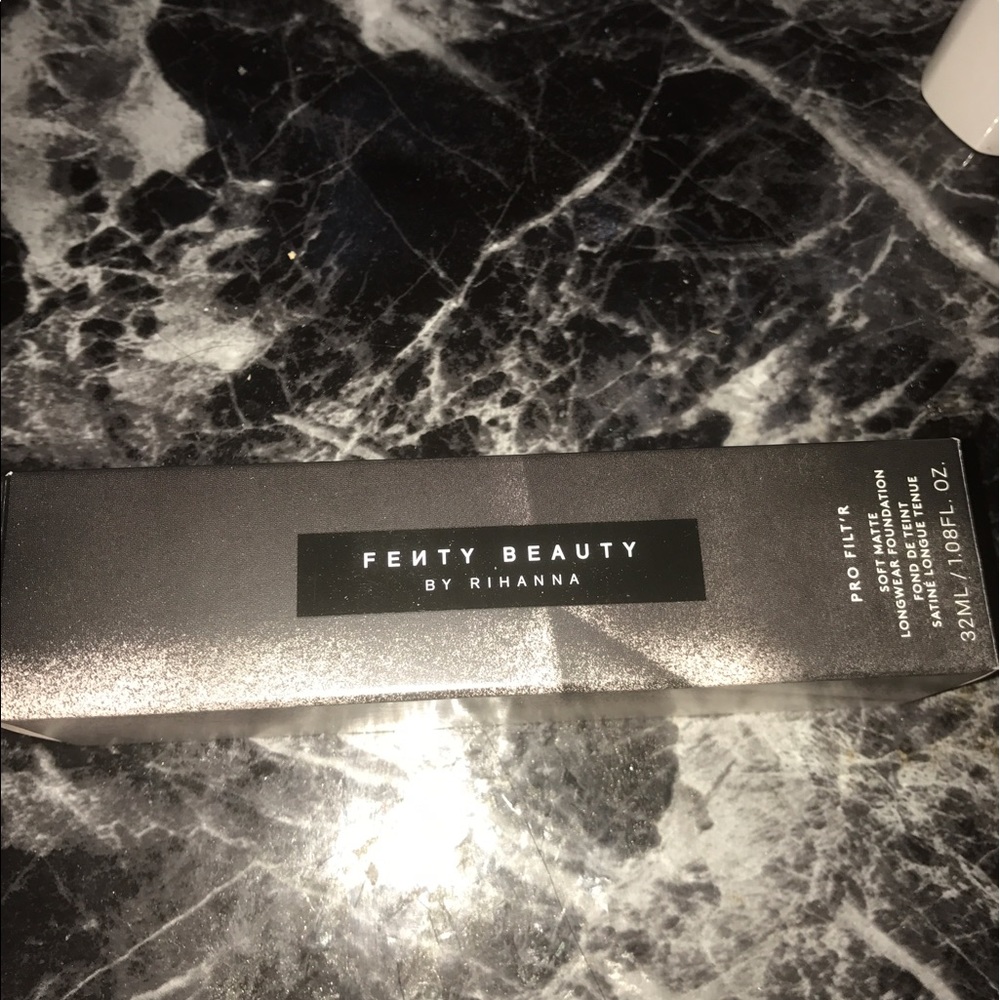 FEИTY BEAUTY
BY RIHANNA
PRO FILT'R
SOFT MATTE
LONGWEAR FOUNDATION
FOND DE TEINT
SATINÉ LONGUE TENUE
32ML / 1.08FL. OZ.